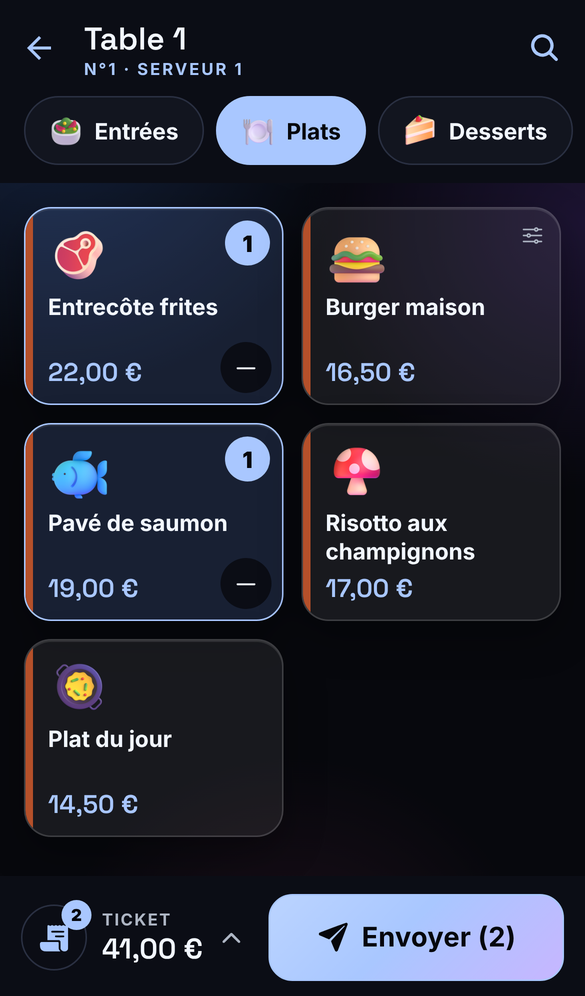 Table 1
N°1 · SERVEUR 1
Entrées
Plats
Desserts
1
Entrecôte frites
22,00 €
Burger maison
16,50 €
1
Pavé de saumon
19,00 €
Risotto aux
champignons
17,00 €
Plat du jour
14,50 €
2
TICKET
41,00 €
Envoyer (2)